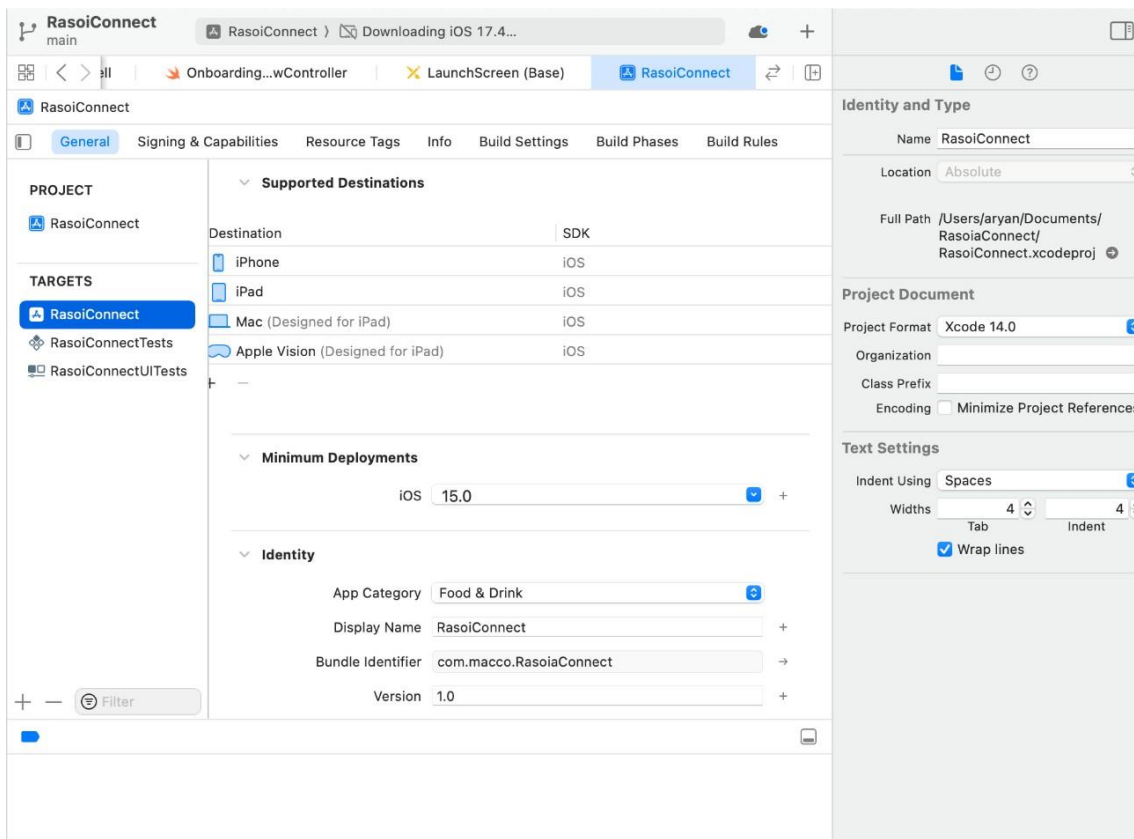 RasoiConnect
main
RasoiConnect 〉 Downloading iOS 17.4...
ell
Onboarding...wController
LaunchScreen (Base)
RasoiConnect
RasoiConnect
General Signing & Capabilities Resource Tags Info Build Settings Build Phases Build Rules
PROJECT
RasoiConnect
TARGETS
RasoiConnect
RasoiConnectTests
RasoiConnectUITests
Filter
Supported Destinations
Destination SDK
iPhone iOS
iPad iOS
Mac (Designed for iPad) iOS
Apple Vision (Designed for iPad) iOS
Minimum Deployments
iOS 15.0
Identity
App Category Food & Drink
Display Name RasoiConnect
Bundle Identifier com.macco.RasoiaConnect
Version 1.0
Identity and Type
Name RasoiConnect
Location Absolute
Full Path /Users/aryan/Documents/
RasoiaConnect/
RasoiConnect.xcodeproj
Project Document
Project Format Xcode 14.0
Organization
Class Prefix
Encoding Minimize Project References
Text Settings
Indent Using Spaces
Widths 4 4
Tab Indent
Wrap lines